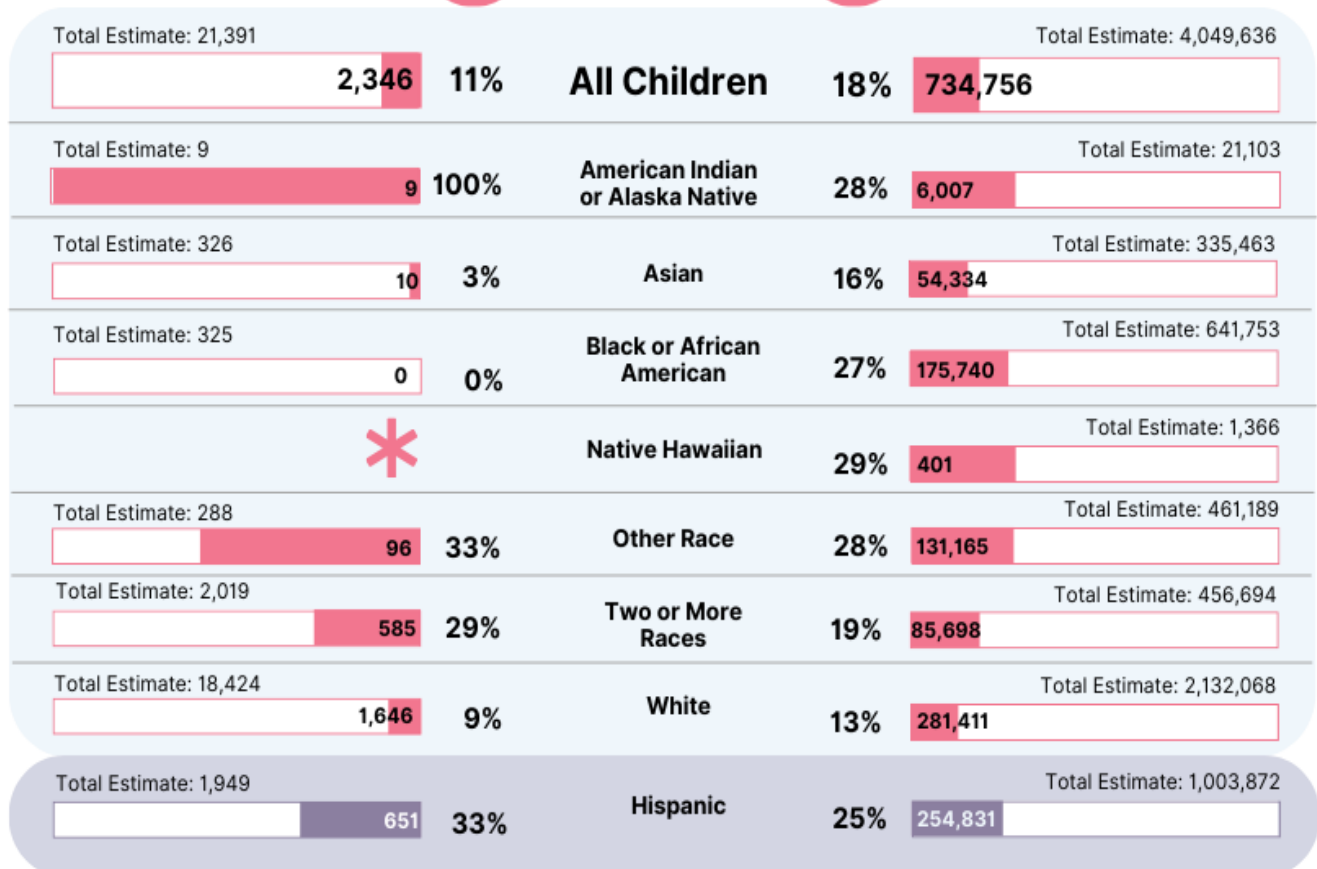 Total Estimate: 21,391
Total Estimate: 4,049,636
2,346 11% All Children 18% 734,756
Total Estimate: 9
Total Estimate: 21,103
9 100% American Indian
or Alaska Native 28% 6,007
Total Estimate: 326
Total Estimate: 335,463
10 3% Asian 16% 54,334
Total Estimate: 325
Total Estimate: 641,753
0 0% Black or African
American 27% 175,740
Total Estimate: 1,366
* Native Hawaiian 29% 401
Total Estimate: 288
Total Estimate: 461,189
96 33% Other Race 28% 131,165
Total Estimate: 2,019
Total Estimate: 456,694
585 29% Two or More
Races 19% 85,698
Total Estimate: 18,424
Total Estimate: 2,132,068
1,646 9% White 13% 281,411
Total Estimate: 1,949
Total Estimate: 1,003,872
651 33% Hispanic 25% 254,831